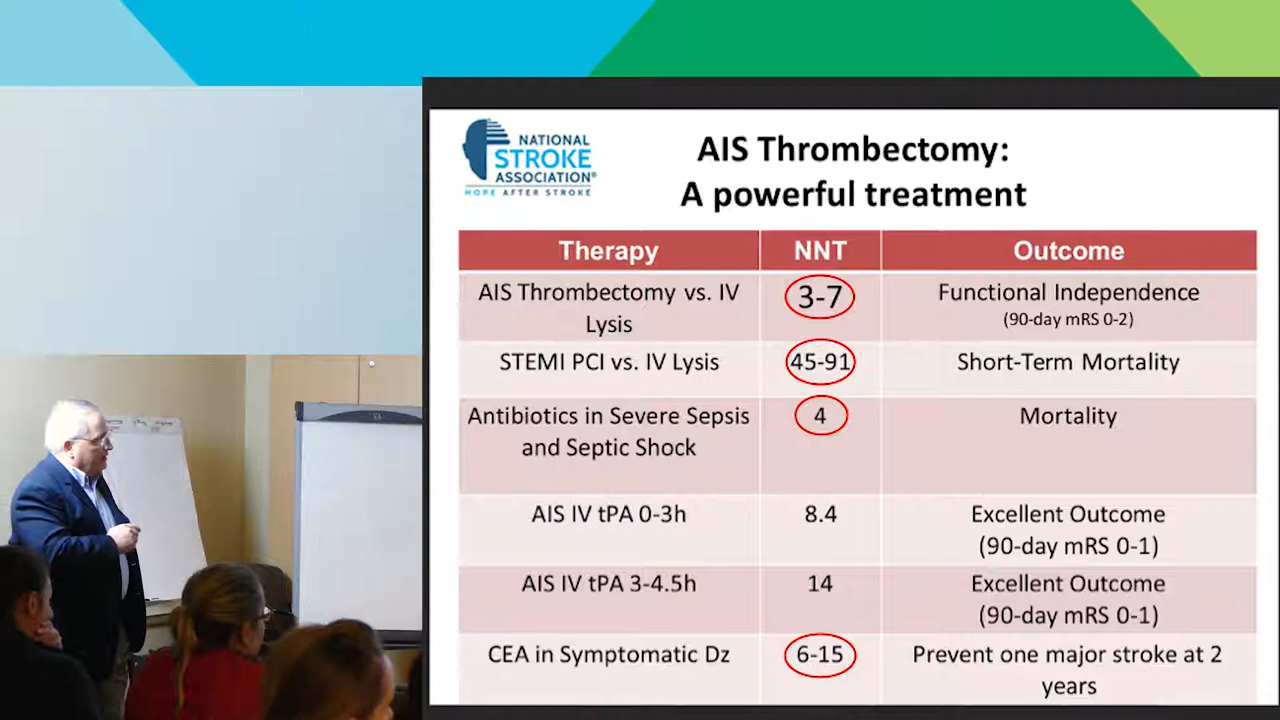 NATIONAL
STROKE
ASSOCIATION®
HOPE AFTER STROKE
AIS Thrombectomy:
A powerful treatment
Therapy NNT Outcome
AIS Thrombectomy vs. IV
Lysis
3-7
Functional Independence
(90-day mRS 0-2)
STEMI PCI vs. IV Lysis
45-91
Short-Term Mortality
Antibiotics in Severe Sepsis
and Septic Shock
4
Mortality
AIS IV tPA 0-3h
8.4
Excellent Outcome
(90-day mRS 0-1)
AIS IV tPA 3-4.5h
14
Excellent Outcome
(90-day mRS 0-1)
CEA in Symptomatic Dz
6-15
Prevent one major stroke at 2
years